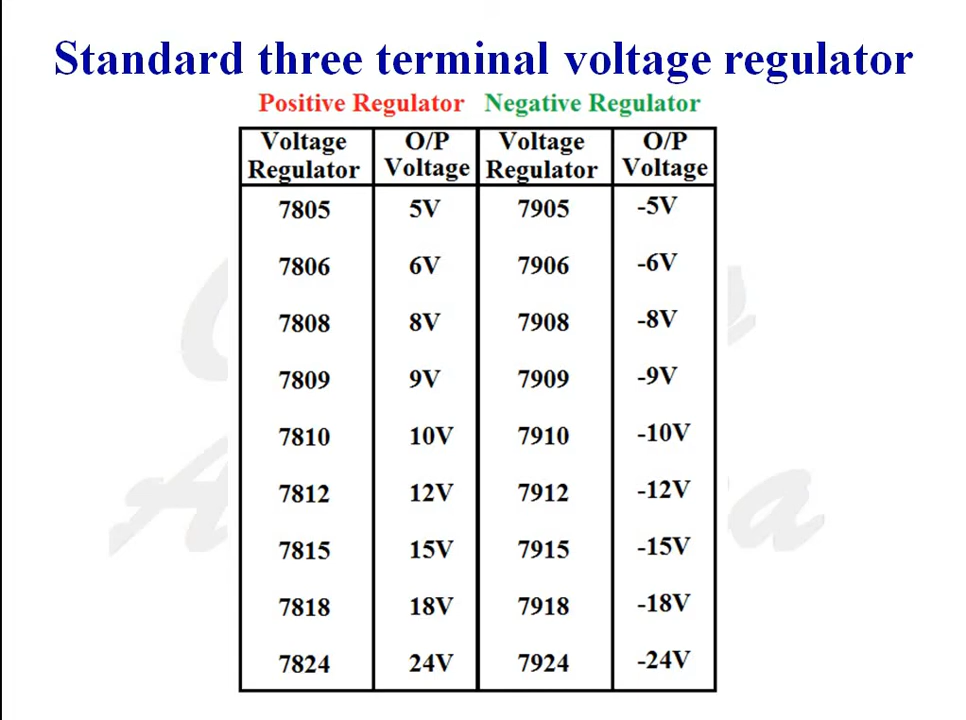 Standard three terminal voltage regulator
Positive Regulator Negative Regulator
Voltage Regulator O/P Voltage Voltage Regulator O/P Voltage
7805 5V 7905 -5V
7806 6V 7906 -6V
7808 8V 7908 -8V
7809 9V 7909 -9V
7810 10V 7910 -10V
7812 12V 7912 -12V
7815 15V 7915 -15V
7818 18V 7918 -18V
7824 24V 7924 -24V